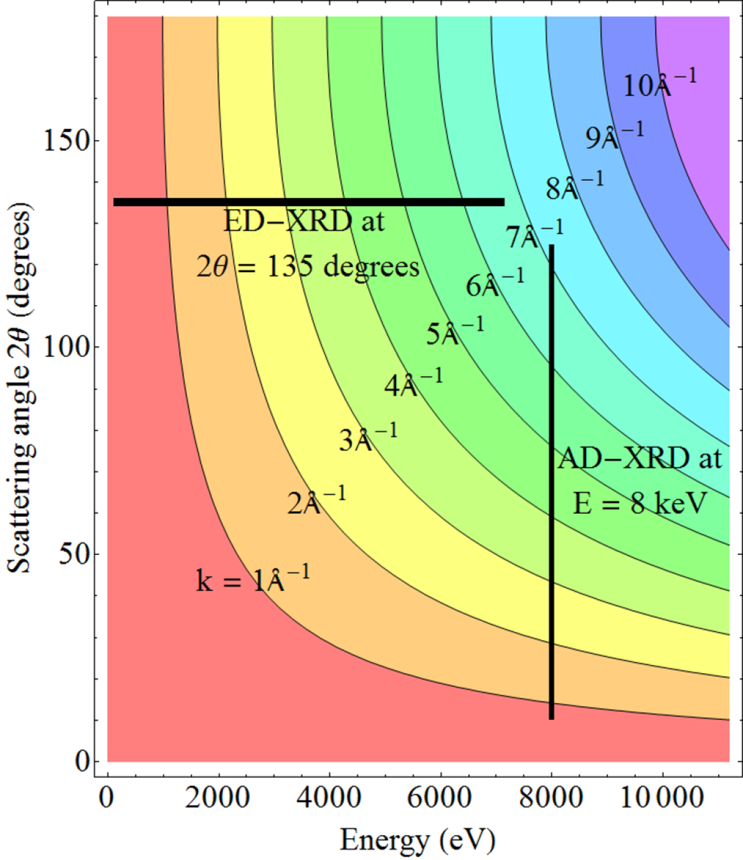 10Å⁻¹
9Å⁻¹
150
8Å⁻¹
ED−XRD at
7Å⁻¹
2θ = 135 degrees
6Å⁻¹
5Å⁻¹
100
4Å⁻¹
3Å⁻¹
AD−XRD at
2Å⁻¹
E = 8 keV
50
k = 1Å⁻¹
0
Scattering angle 2θ (degrees)
0 2000 4000 6000 8000 10000
Energy (eV)